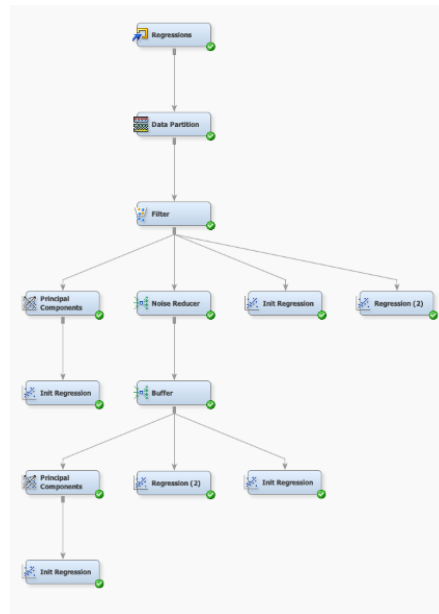 Regressions
Data Partition
Filter
Principal
Components
Noise Reducer
Init Regression
Regression (2)
Init Regression
Buffer
Principal
Components
Regression (2)
Init Regression
Init Regression